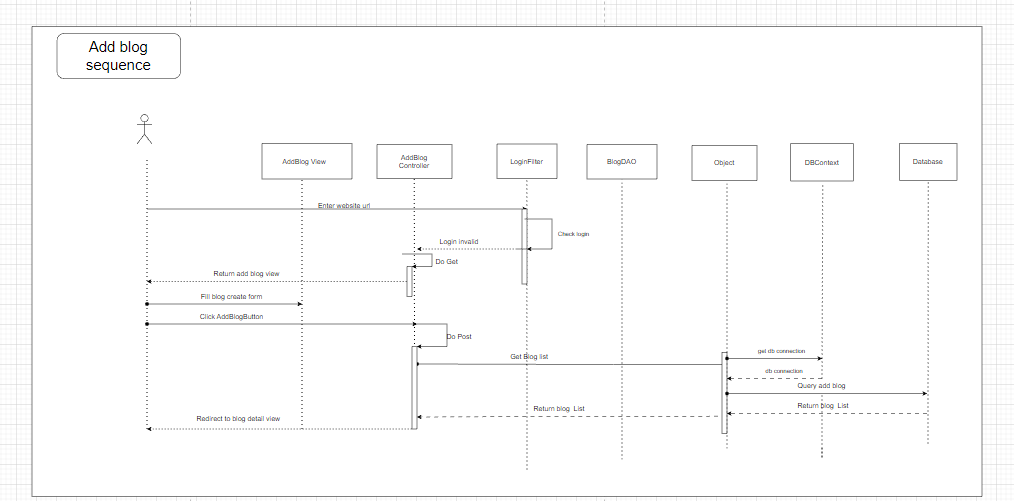 Add blog
sequence
AddBlog View
AddBlog
Controller
LoginFilter
BlogDAO
Object
DBContext
Database
Enter website url
Check login
Login invalid
Do Get
Return add blog view
Fill blog create form
Click AddBlogButton
Do Post
get db connection
Get Blog list
db connection
Query add blog
Return blog List
Return blog List
Redirect to blog detail view